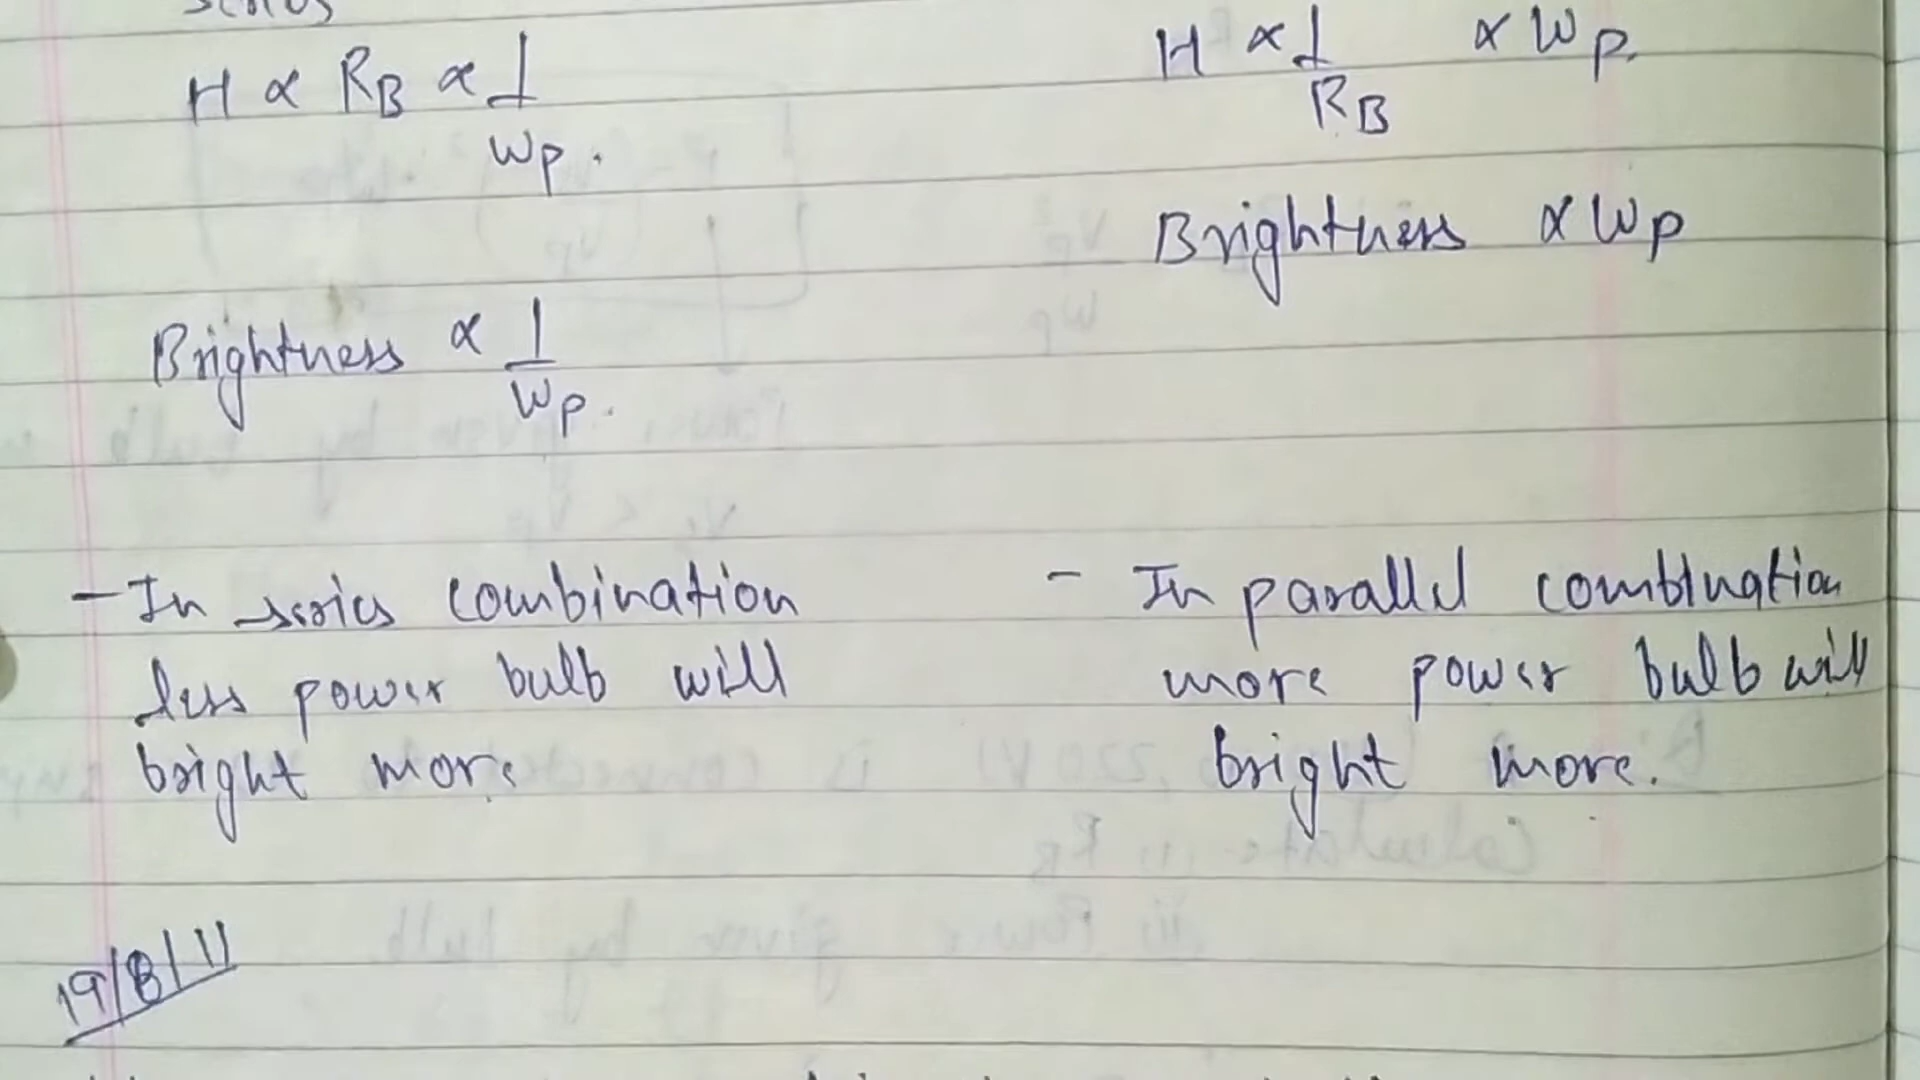 series
H ∝ R_B ∝ 1/W_P.
Brightness ∝ 1/W_P.
- In series combination
less power bulb will
bright more
H ∝ 1/R_B ∝ W_P.
Brightness ∝ W_P
- In parallel combination
more power bulb will
bright more.
19/8/11